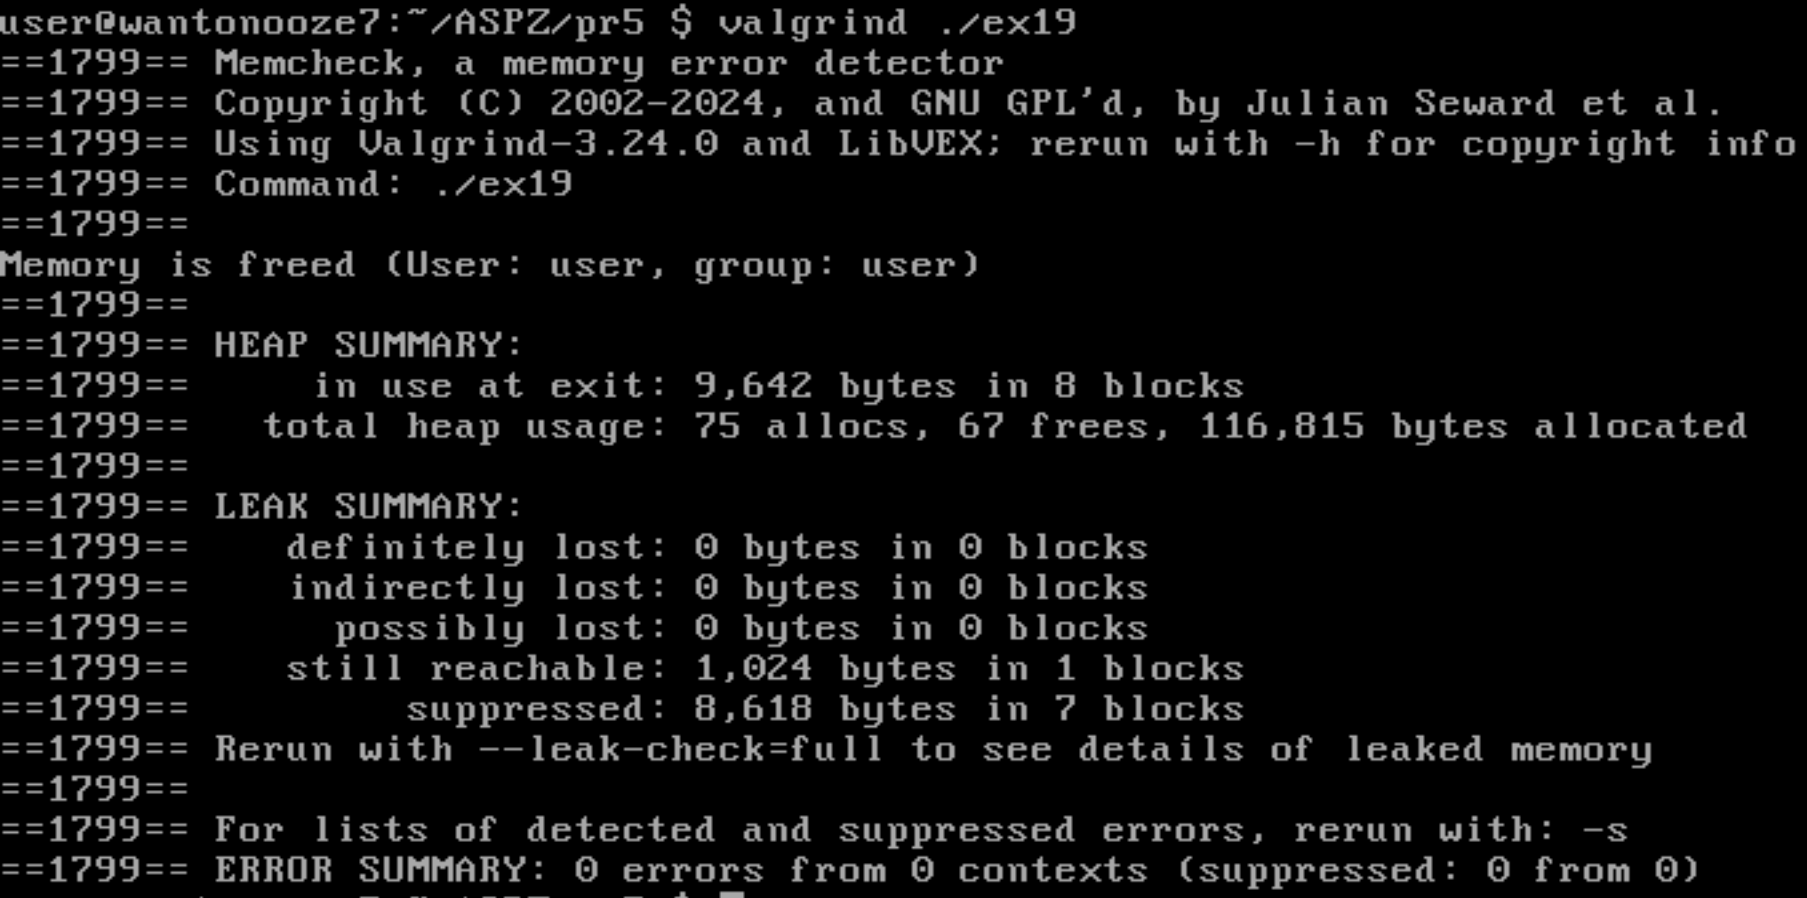 user@wantonooze7:~/ASPZ/pr5 $ valgrind ./ex19
==1799== Memcheck, a memory error detector
==1799== Copyright (C) 2002-2024, and GNU GPL'd, by Julian Seward et al.
==1799== Using Valgrind-3.24.0 and LibVEX; rerun with -h for copyright info
==1799== Command: ./ex19
==1799==
Memory is freed (User: user, group: user)
==1799==
==1799== HEAP SUMMARY:
==1799==     in use at exit: 9,642 bytes in 8 blocks
==1799==   total heap usage: 75 allocs, 67 frees, 116,815 bytes allocated
==1799==
==1799== LEAK SUMMARY:
==1799==    definitely lost: 0 bytes in 0 blocks
==1799==    indirectly lost: 0 bytes in 0 blocks
==1799==      possibly lost: 0 bytes in 0 blocks
==1799==    still reachable: 1,024 bytes in 1 blocks
==1799==         suppressed: 8,618 bytes in 7 blocks
==1799== Rerun with --leak-check=full to see details of leaked memory
==1799==
==1799== For lists of detected and suppressed errors, rerun with: -s
==1799== ERROR SUMMARY: 0 errors from 0 contexts (suppressed: 0 from 0)